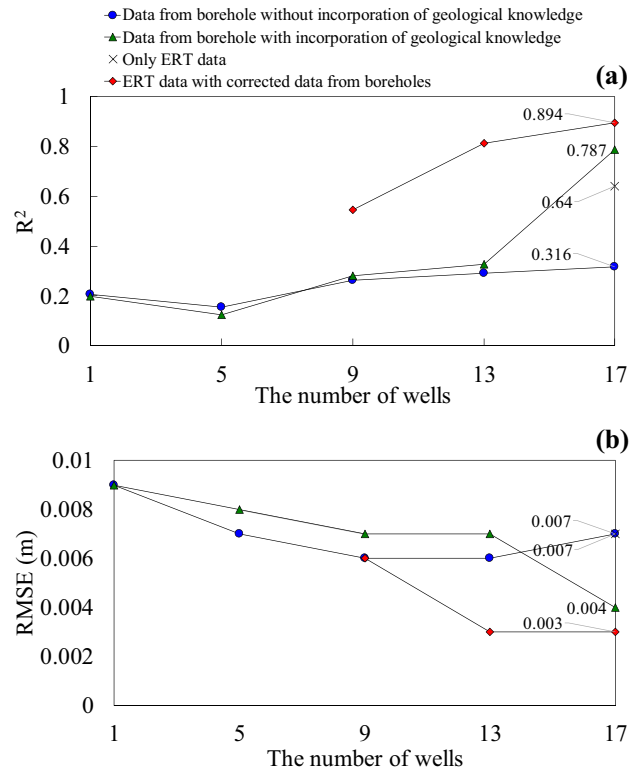 Data from borehole without incorporation of geological knowledge
Data from borehole with incorporation of geological knowledge
Only ERT data
ERT data with corrected data from boreholes
(a)
1
0.894
0.8
0.787
0.6
0.64
R²
0.4
0.316
0.2
0
1 5 9 13 17
The number of wells
(b)
0.01
0.008
0.007
0.006
0.007
RMSE (m)
0.004
0.004
0.003
0.002
0
1 5 9 13 17
The number of wells